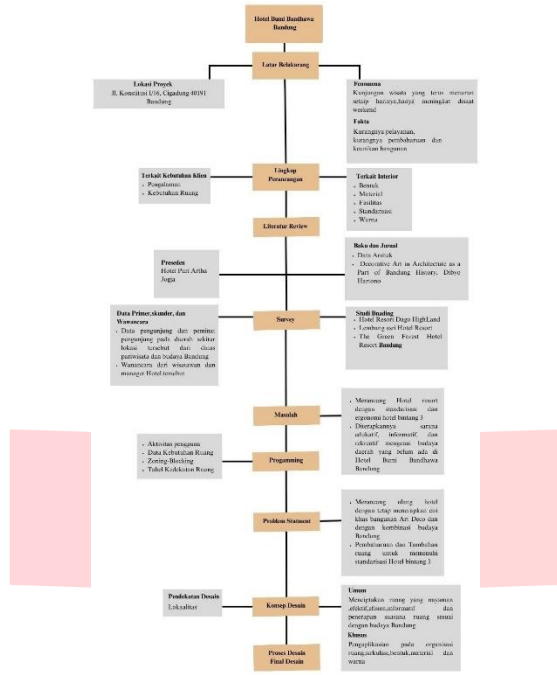 Hotel Bumi Bandhawa
Bandung
Latar Belakarang
Lokasi Proyek
Jl. Konstitusi I/16, Cigadung 40191
Bandung
Fenomena
Kunjungan wisata yang terus menurun
setiap harinya, hanya meningkat disaat
weekend
Fakta
Kurangnya pelayanan,
kurangnya pembaharuan dan
keunikan bangunan
Lingkup
Perancangan
Terkait Kebutuhan Klien
• Pengalaman
• Kebutuhan Ruang
Terkait Interior
• Bentuk
• Material
• Fasilitas
• Standarisasi
• Warna
Literatur Review
Preseden
Hotel Puri Artha
Jogja
Buku dan Jurnal
• Data Arsitek
• Decorative Art in Architecture as a
Part of Bandung History, Dibyo
Hartono
Survey
Data Primer,skunder, dan
Wawancara
• Data pengunjung dan
pengunjung pada daerah sekitar
lokasi tersebut dari dinas
pariwisata dan budaya Bandung
• Wawancara dari wisatawan dan
manager Hotel tersebut
Studi Banding
• Hotel Resort Dago HighLand
• Lembang asri Hotel Resort
• The Green Forest Hotel
Resort Bandung
Masalah
• Merancang Hotel resort
dengan standarisasi dan
ergonomi hotel bintang 3
• Diterapkannya sarana
edukatif, informatif, dan
rekreatif mengenai budaya
daerah yang belum ada di
Hotel Bumi Bandhawa
Bandung
Progamming
• Aktivitas pengguna
• Data Kebutuhan Ruang
• Zoning-Blocking
• Tabel Kedekatan Ruang
Problem Statment
• Merancang ulang hotel
dengan tetap menerapkan ciri
khas bangunan Art Deco dan
dengan kombinasi budaya
Bandung
• Pembaharuan dan Tambahan
ruang untuk memenuhi
standarisasi Hotel bintang 3
Konsep Desain
Pendekatan Desain
Lokalitas
Umum
Menciptakan ruang yang nyaman
,efektif,efisien,informatif dan
penerapan suasana ruang sesuai
dengan budaya Bandung
Khusus
Pengaplikasian pada organisasi
ruang,sirkulasi,bentuk,material dan
warna
Proses Desain
Final Desain